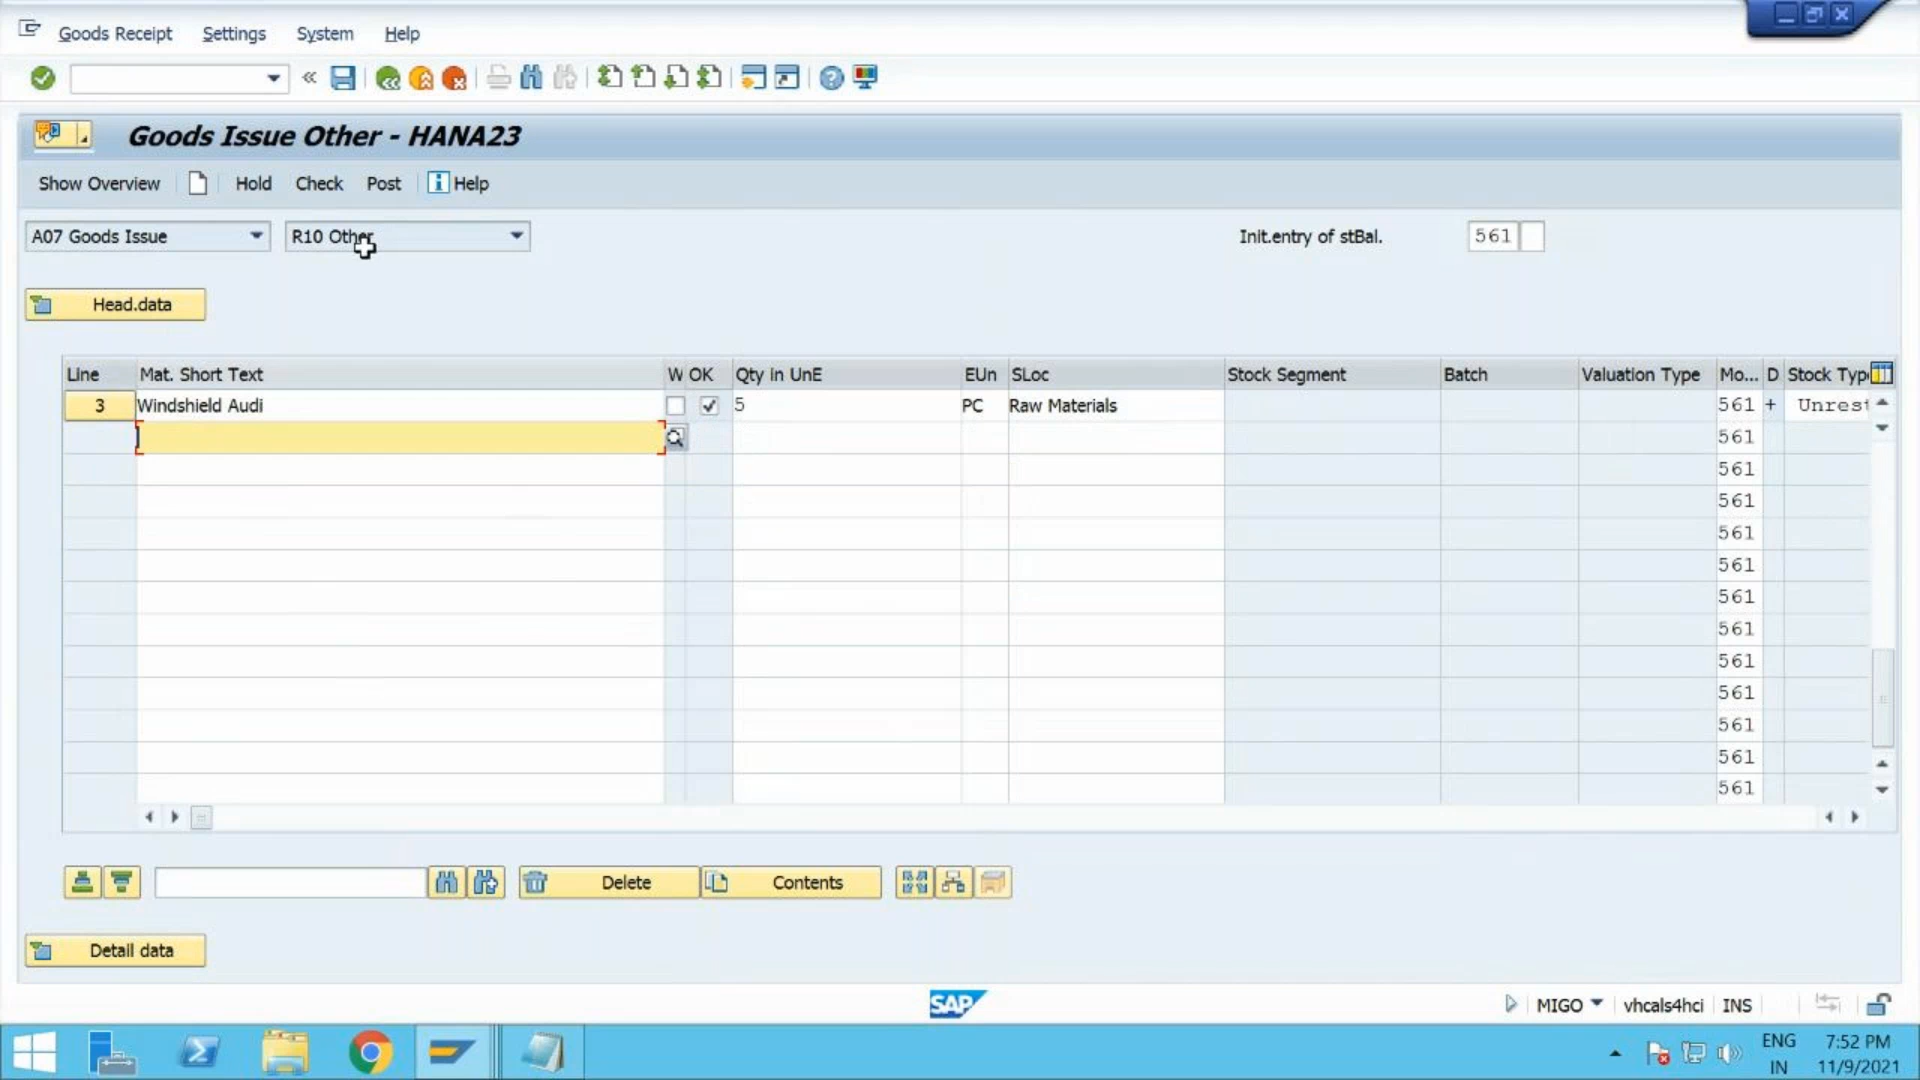 Goods Receipt Settings System Help
Goods Issue Other - HANA23
Show Overview Hold Check Post Help
A07 Goods Issue R10 Other Init.entry of stBal. 561
Head.data
Line Mat. Short Text W OK Qty in UnE EUn SLoc Stock Segment Batch Valuation Type Mo... D Stock Typ
3 Windshield Audi 5 PC Raw Materials 561 + Unrest
561
561
561
561
561
561
561
561
561
561
561
561
Delete Contents
Detail data
SAP MIGO vhcals4hci INS
ENG 7:52 PM
IN 11/9/2021